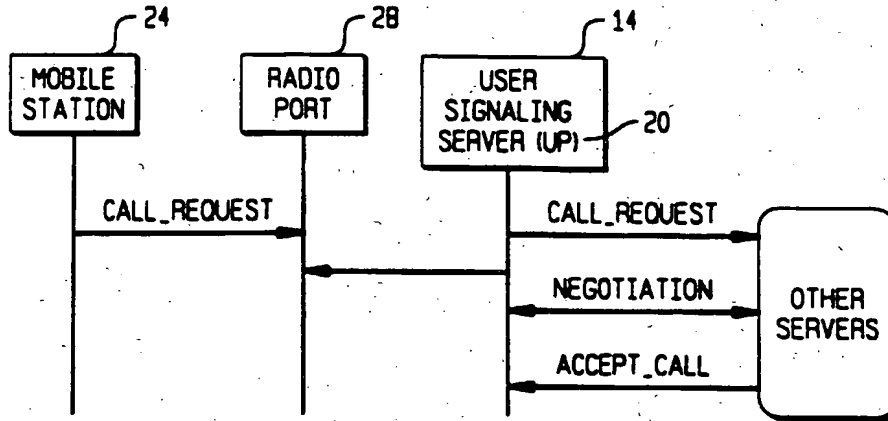 24
28
14
MOBILE
STATION
RADIO
PORT
USER
SIGNALING
SERVER (UP)
20
CALL_REQUEST
CALL_REQUEST
NEGOTIATION
ACCEPT_CALL
OTHER
SERVERS